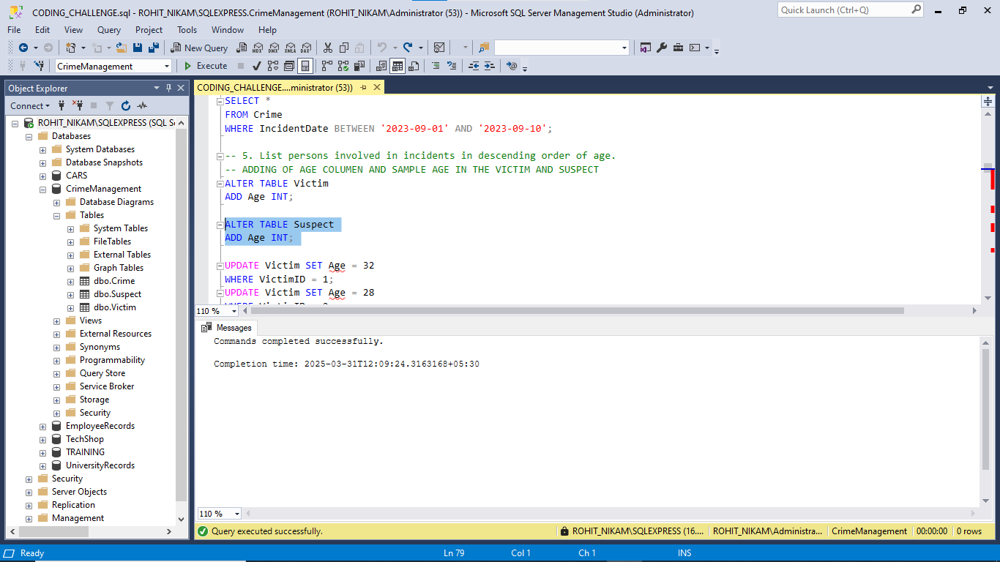 CODING_CHALLENGE.sql - ROHIT_NIKAM\SQLEXPRESS.CrimeManagement (ROHIT_NIKAM\Administrator (53)) - Microsoft SQL Server Management Studio (Administrator)
Quick Launch (Ctrl+Q)
File Edit View Query Project Tools Window Help
New Query MDX DMX XMLA DAX
CrimeManagement Execute
Object Explorer
Connect
ROHIT_NIKAM\SQLEXPRESS (SQL S
Databases
System Databases
Database Snapshots
CARS
CrimeManagement
Database Diagrams
Tables
System Tables
FileTables
External Tables
Graph Tables
dbo.Crime
dbo.Suspect
dbo.Victim
Views
External Resources
Synonyms
Programmability
Query Store
Service Broker
Storage
Security
EmployeeRecords
TechShop
TRAINING
UniversityRecords
Security
Server Objects
Replication
Management
CODING_CHALLENGE....ministrator (53))
SELECT *
FROM Crime
WHERE IncidentDate BETWEEN '2023-09-01' AND '2023-09-10';
-- 5. List persons involved in incidents in descending order of age.
-- ADDING OF AGE COLUMEN AND SAMPLE AGE IN THE VICTIM AND SUSPECT
ALTER TABLE Victim
ADD Age INT;
ALTER TABLE Suspect
ADD Age INT;
UPDATE Victim SET Age = 32
WHERE VictimID = 1;
UPDATE Victim SET Age = 28
110 %
Messages
Commands completed successfully.
Completion time: 2025-03-31T12:09:24.3163168+05:30
110 %
Query executed successfully. ROHIT_NIKAM\SQLEXPRESS (16.... ROHIT_NIKAM\Administra... CrimeManagement 00:00:00 0 rows
Ready Ln 79 Col 1 Ch 1 INS